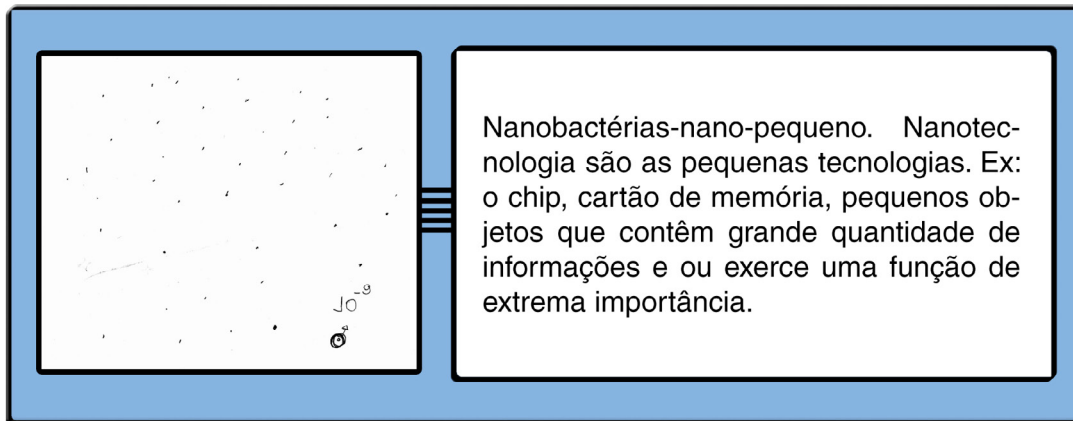 10⁻⁹
Nanobactérias-nano-pequeno. Nanotec-
nologia são as pequenas tecnologias. Ex:
o chip, cartão de memória, pequenos ob-
jetos que contêm grande quantidade de
informações e ou exerce uma função de
extrema importância.